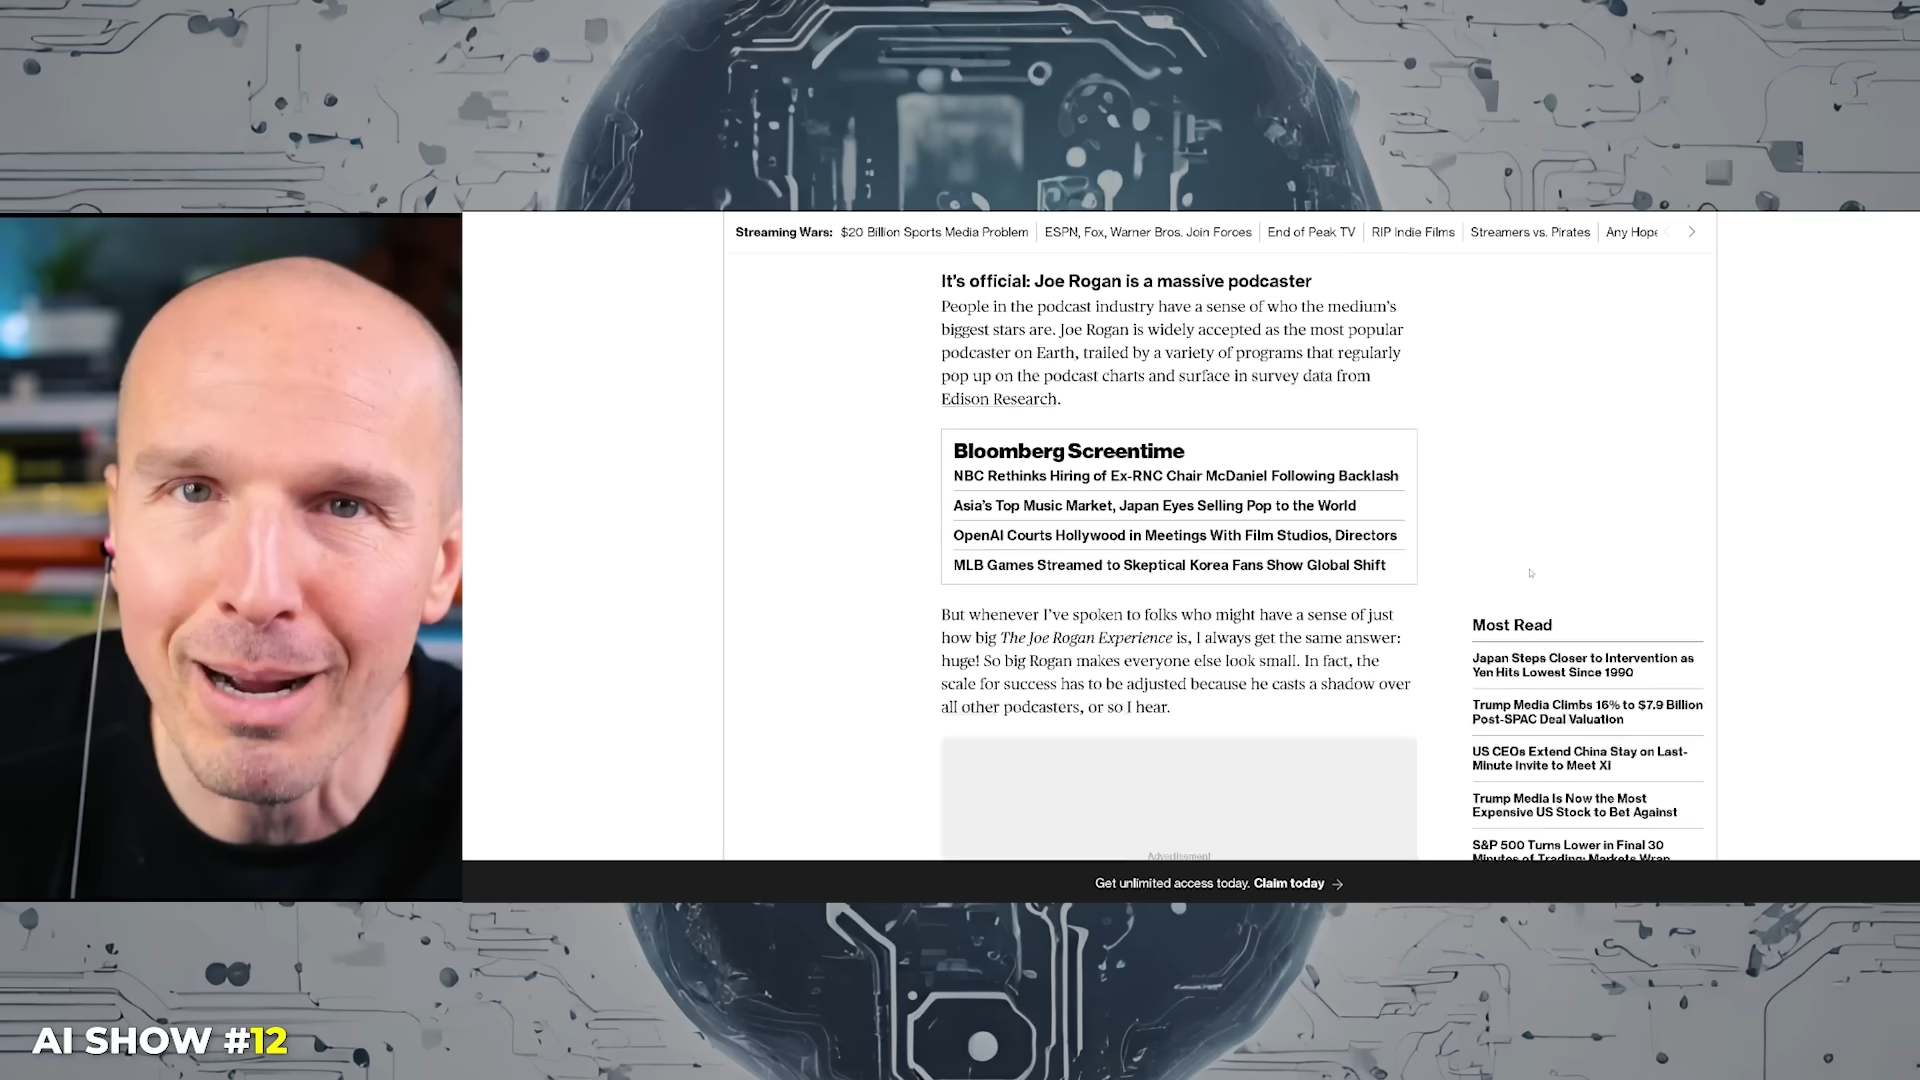 Streaming Wars: $20 Billion Sports Media Problem ESPN, Fox, Warner Bros. Join Forces End of Peak TV RIP Indie Films Streamers vs. Pirates Any Hope
It's official: Joe Rogan is a massive podcaster
People in the podcast industry have a sense of who the medium's
biggest stars are. Joe Rogan is widely accepted as the most popular
podcaster on Earth, trailed by a variety of programs that regularly
pop up on the podcast charts and surface in survey data from
Edison Research.
Bloomberg Screentime
NBC Rethinks Hiring of Ex-RNC Chair McDaniel Following Backlash
Asia's Top Music Market, Japan Eyes Selling Pop to the World
OpenAI Courts Hollywood in Meetings With Film Studios, Directors
MLB Games Streamed to Skeptical Korea Fans Show Global Shift
But whenever I've spoken to folks who might have a sense of just
how big The Joe Rogan Experience is, I always get the same answer:
huge! So big Rogan makes everyone else look small. In fact, the
scale for success has to be adjusted because he casts a shadow over
all other podcasters, or so I hear.
Advertisement
Most Read
Japan Steps Closer to Intervention as
Yen Hits Lowest Since 1990
Trump Media Climbs 16% to $7.9 Billion
Post-SPAC Deal Valuation
US CEOs Extend China Stay on Last-
Minute Invite to Meet Xi
Trump Media Is Now the Most
Expensive US Stock to Bet Against
S&P 500 Turns Lower in Final 30
Minutes of Trading: Markets Wrap
Get unlimited access today. Claim today →
AI SHOW #12